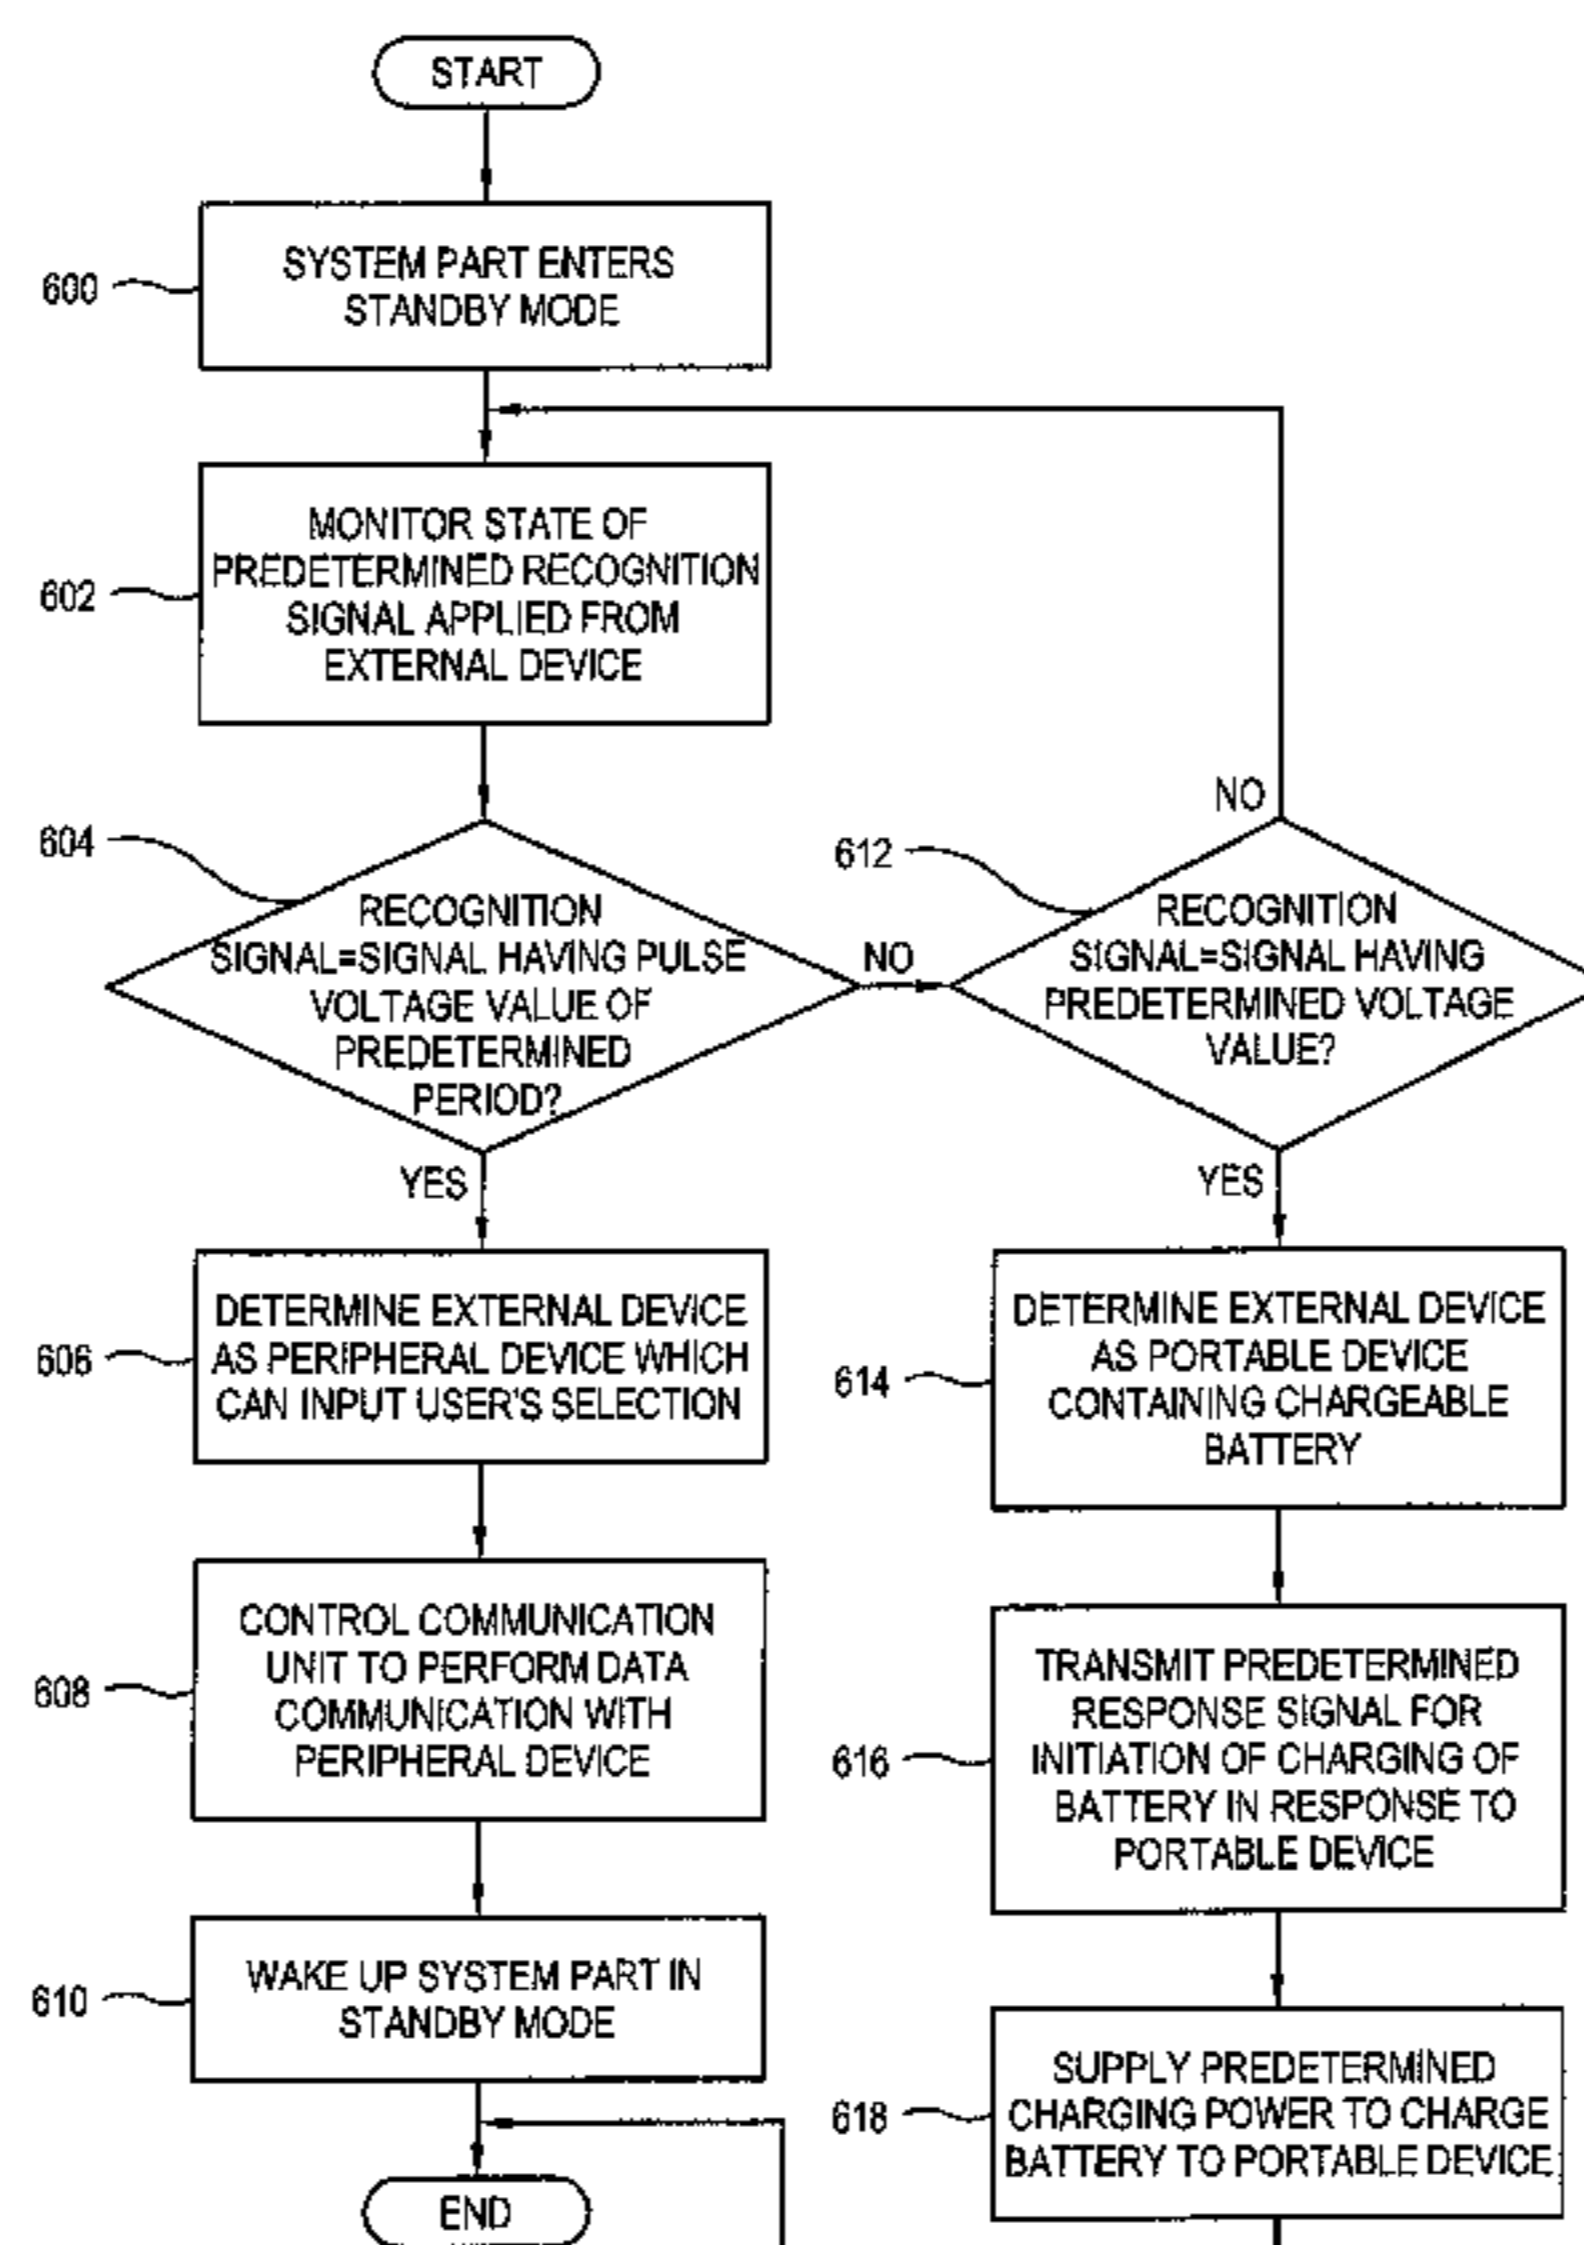 START
600
SYSTEM PART ENTERS
STANDBY MODE
602
MONITOR STATE OF
PREDETERMINED RECOGNITION
SIGNAL APPLIED FROM
EXTERNAL DEVICE
604
RECOGNITION
SIGNAL=SIGNAL HAVING PULSE
VOLTAGE VALUE OF
PREDETERMINED
PERIOD?
NO
YES
606
DETERMINE EXTERNAL DEVICE
AS PERIPHERAL DEVICE WHICH
CAN INPUT USER'S SELECTION
608
CONTROL COMMUNICATION
UNIT TO PERFORM DATA
COMMUNICATION WITH
PERIPHERAL DEVICE
610
WAKE UP SYSTEM PART IN
STANDBY MODE
END
NO
612
RECOGNITION
SIGNAL=SIGNAL HAVING
PREDETERMINED VOLTAGE
VALUE?
YES
614
DETERMINE EXTERNAL DEVICE
AS PORTABLE DEVICE
CONTAINING CHARGEABLE
BATTERY
616
TRANSMIT PREDETERMINED
RESPONSE SIGNAL FOR
INITIATION OF CHARGING OF
BATTERY IN RESPONSE TO
PORTABLE DEVICE
618
SUPPLY PREDETERMINED
CHARGING POWER TO CHARGE
BATTERY TO PORTABLE DEVICE